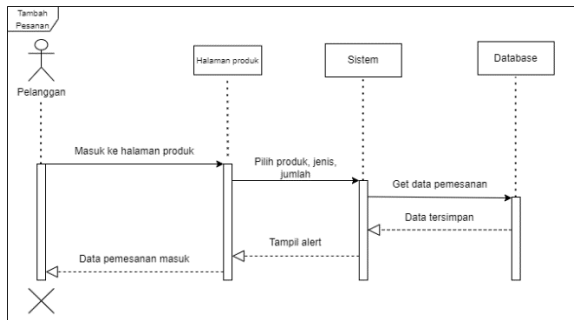 Tambah
Pesanan
Halaman produk
Sistem
Database
Pelanggan
Masuk ke halaman produk
Pilih produk, jenis,
jumlah
Get data pemesanan
Data tersimpan
Tampil alert
Data pemesanan masuk